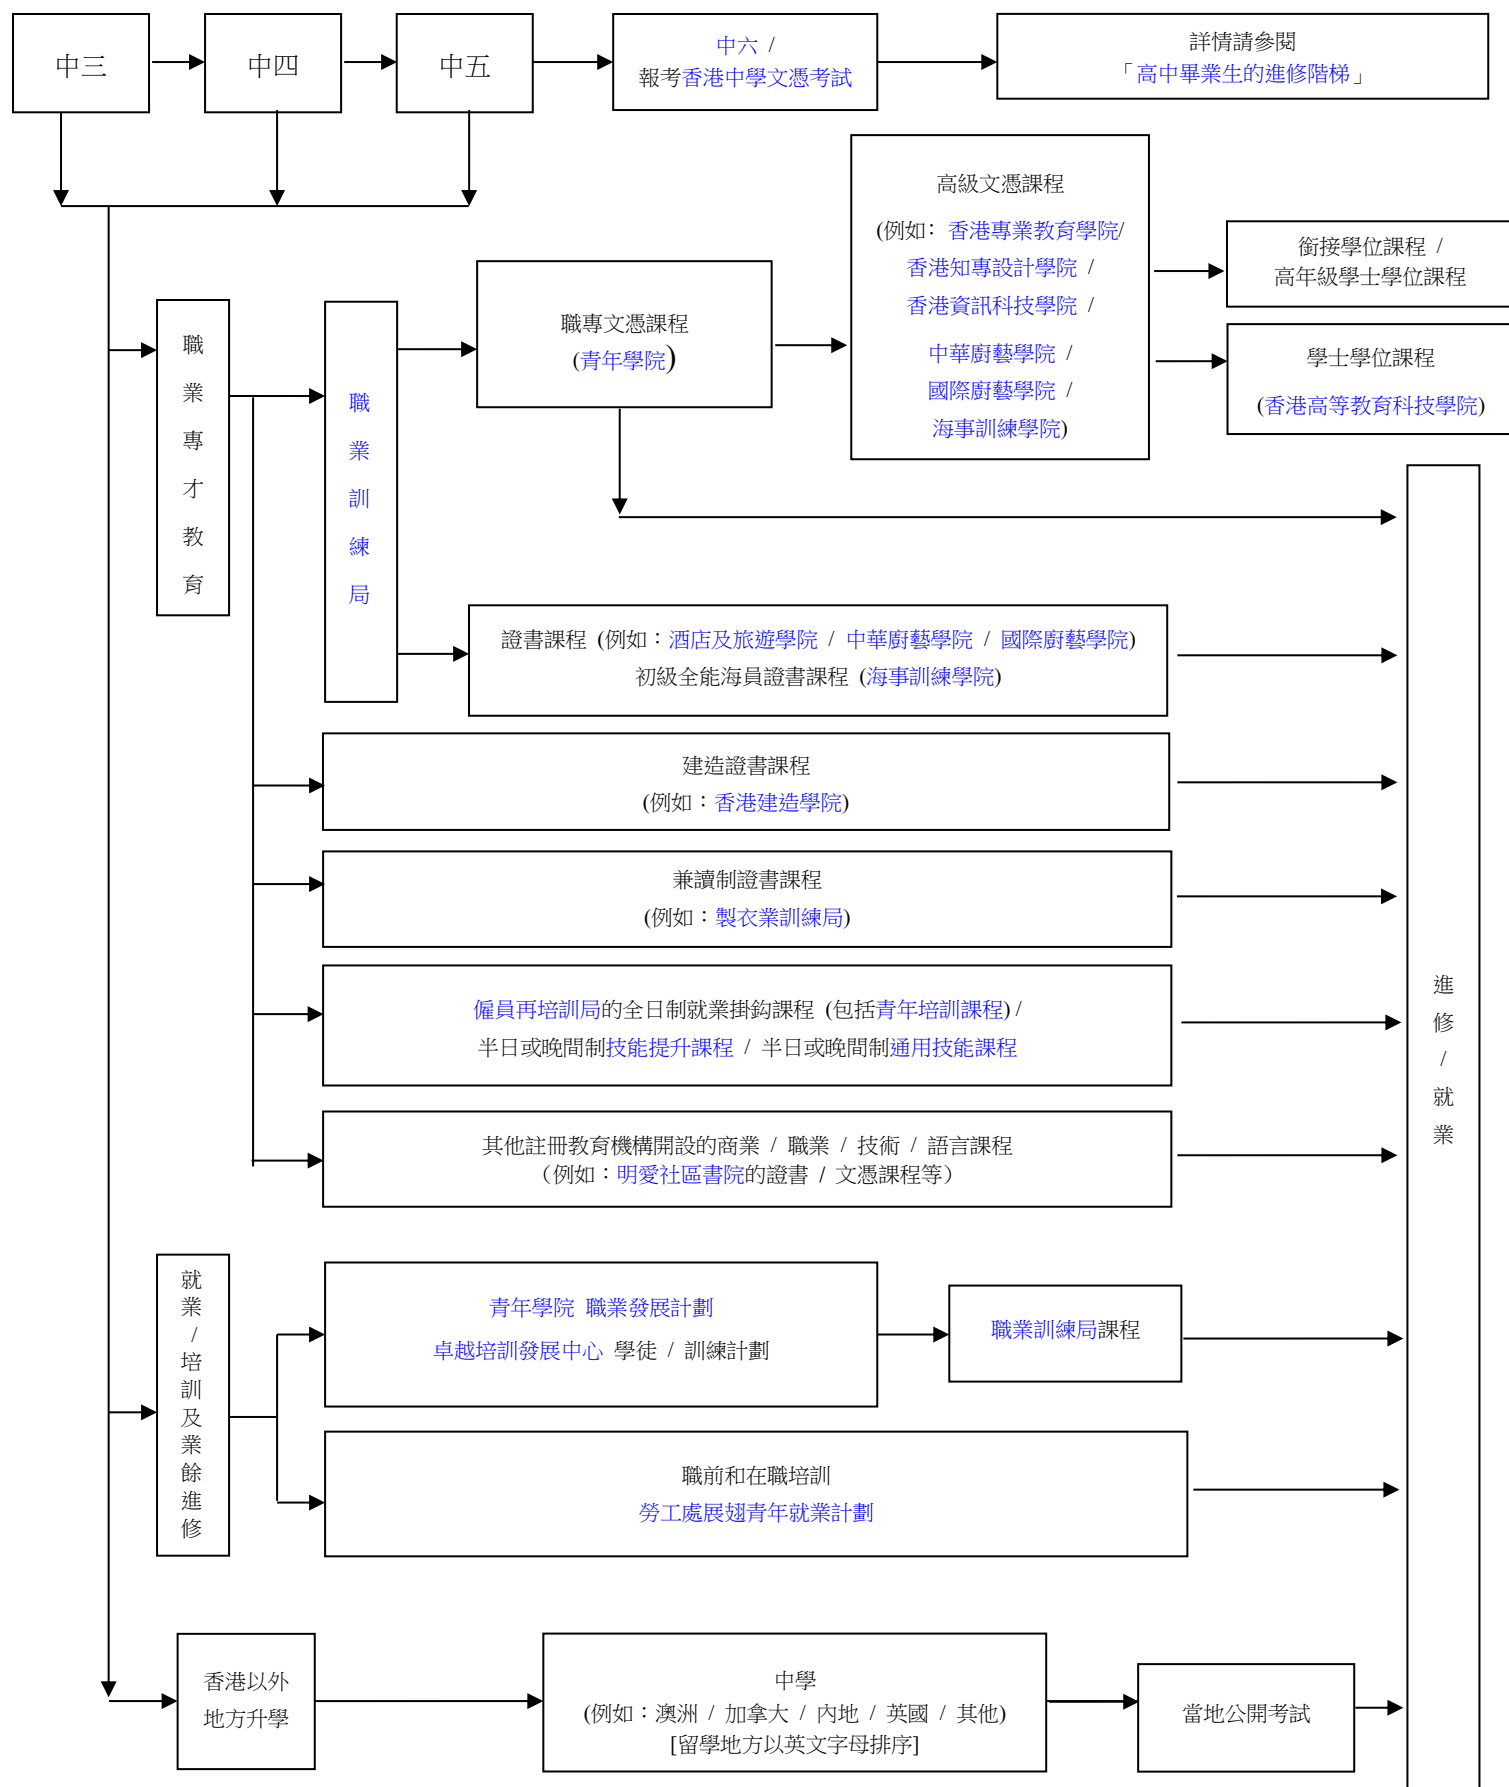 中三
中四
中五
中六 /
報考香港中學文憑考試
詳情請參閱
「高中畢業生的進修階梯」
高級文憑課程
(例如: 香港專業教育學院/
香港知專設計學院 /
香港資訊科技學院 /
中華廚藝學院 /
國際廚藝學院 /
海事訓練學院)
銜接學位課程 /
高年級學士學位課程
學士學位課程
(香港高等教育科技學院)
職專文憑課程
(青年學院)
職
業
專
才
教
育
職
業
訓
練
局
證書課程 (例如：酒店及旅遊學院 / 中華廚藝學院 / 國際廚藝學院)
初級全能海員證書課程 (海事訓練學院)
建造證書課程
(例如：香港建造學院)
兼讀制證書課程
(例如：製衣業訓練局)
僱員再培訓局的全日制就業掛鈎課程 (包括青年培訓課程) /
半日或晚間制技能提升課程 / 半日或晚間制通用技能課程
其他註冊教育機構開設的商業 / 職業 / 技術 / 語言課程
（例如：明愛社區書院的證書 / 文憑課程等）
進
修
/
就
業
就
業
/
培
訓
及
業
餘
進
修
青年學院 職業發展計劃
卓越培訓發展中心 學徒 / 訓練計劃
職業訓練局課程
職前和在職培訓
勞工處展翅青年就業計劃
香港以外
地方升學
中學
(例如：澳洲 / 加拿大 / 內地 / 英國 / 其他)
[留學地方以英文字母排序]
當地公開考試